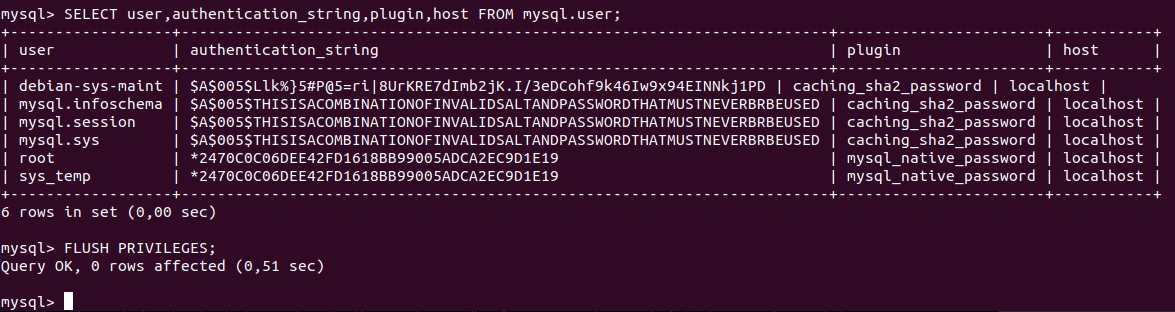 mysql> SELECT user,authentication_string,plugin,host FROM mysql.user;
+------------------+------------------------------------------------------------------------+-----------------------+-----------+
| user             | authentication_string                                                  | plugin                | host      |
+------------------+------------------------------------------------------------------------+-----------------------+-----------+
| debian-sys-maint | $A$005$Llk%}5#P@5=ri|8UrKRE7dImb2jK.I/3eDCohf9k46Iw9x94EINNkj1PD | caching_sha2_password | localhost |
| mysql.infoschema | $A$005$THISISACOMBINATIONOFINVALIDSALTANDPASSWORDTHATMUSTNEVERBRBEUSED | caching_sha2_password | localhost |
| mysql.session    | $A$005$THISISACOMBINATIONOFINVALIDSALTANDPASSWORDTHATMUSTNEVERBRBEUSED | caching_sha2_password | localhost |
| mysql.sys        | $A$005$THISISACOMBINATIONOFINVALIDSALTANDPASSWORDTHATMUSTNEVERBRBEUSED | caching_sha2_password | localhost |
| root             | *2470C0C06DEE42FD1618BB99005ADCA2EC9D1E19                              | mysql_native_password | localhost |
| sys_temp         | *2470C0C06DEE42FD1618BB99005ADCA2EC9D1E19                              | mysql_native_password | localhost |
+------------------+------------------------------------------------------------------------+-----------------------+-----------+
6 rows in set (0,00 sec)
mysql> FLUSH PRIVILEGES;
Query OK, 0 rows affected (0,51 sec)
mysql>